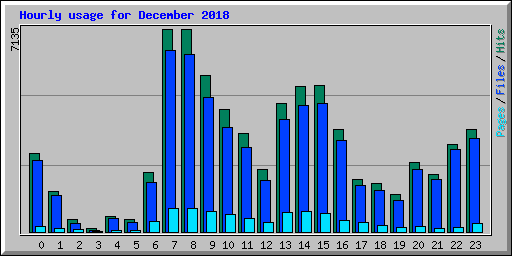 Hourly usage for December 2018
7135
Pages / Files / Hits
0 1 2 3 4 5 6 7 8 9 10 11 12 13 14 15 16 17 18 19 20 21 22 23